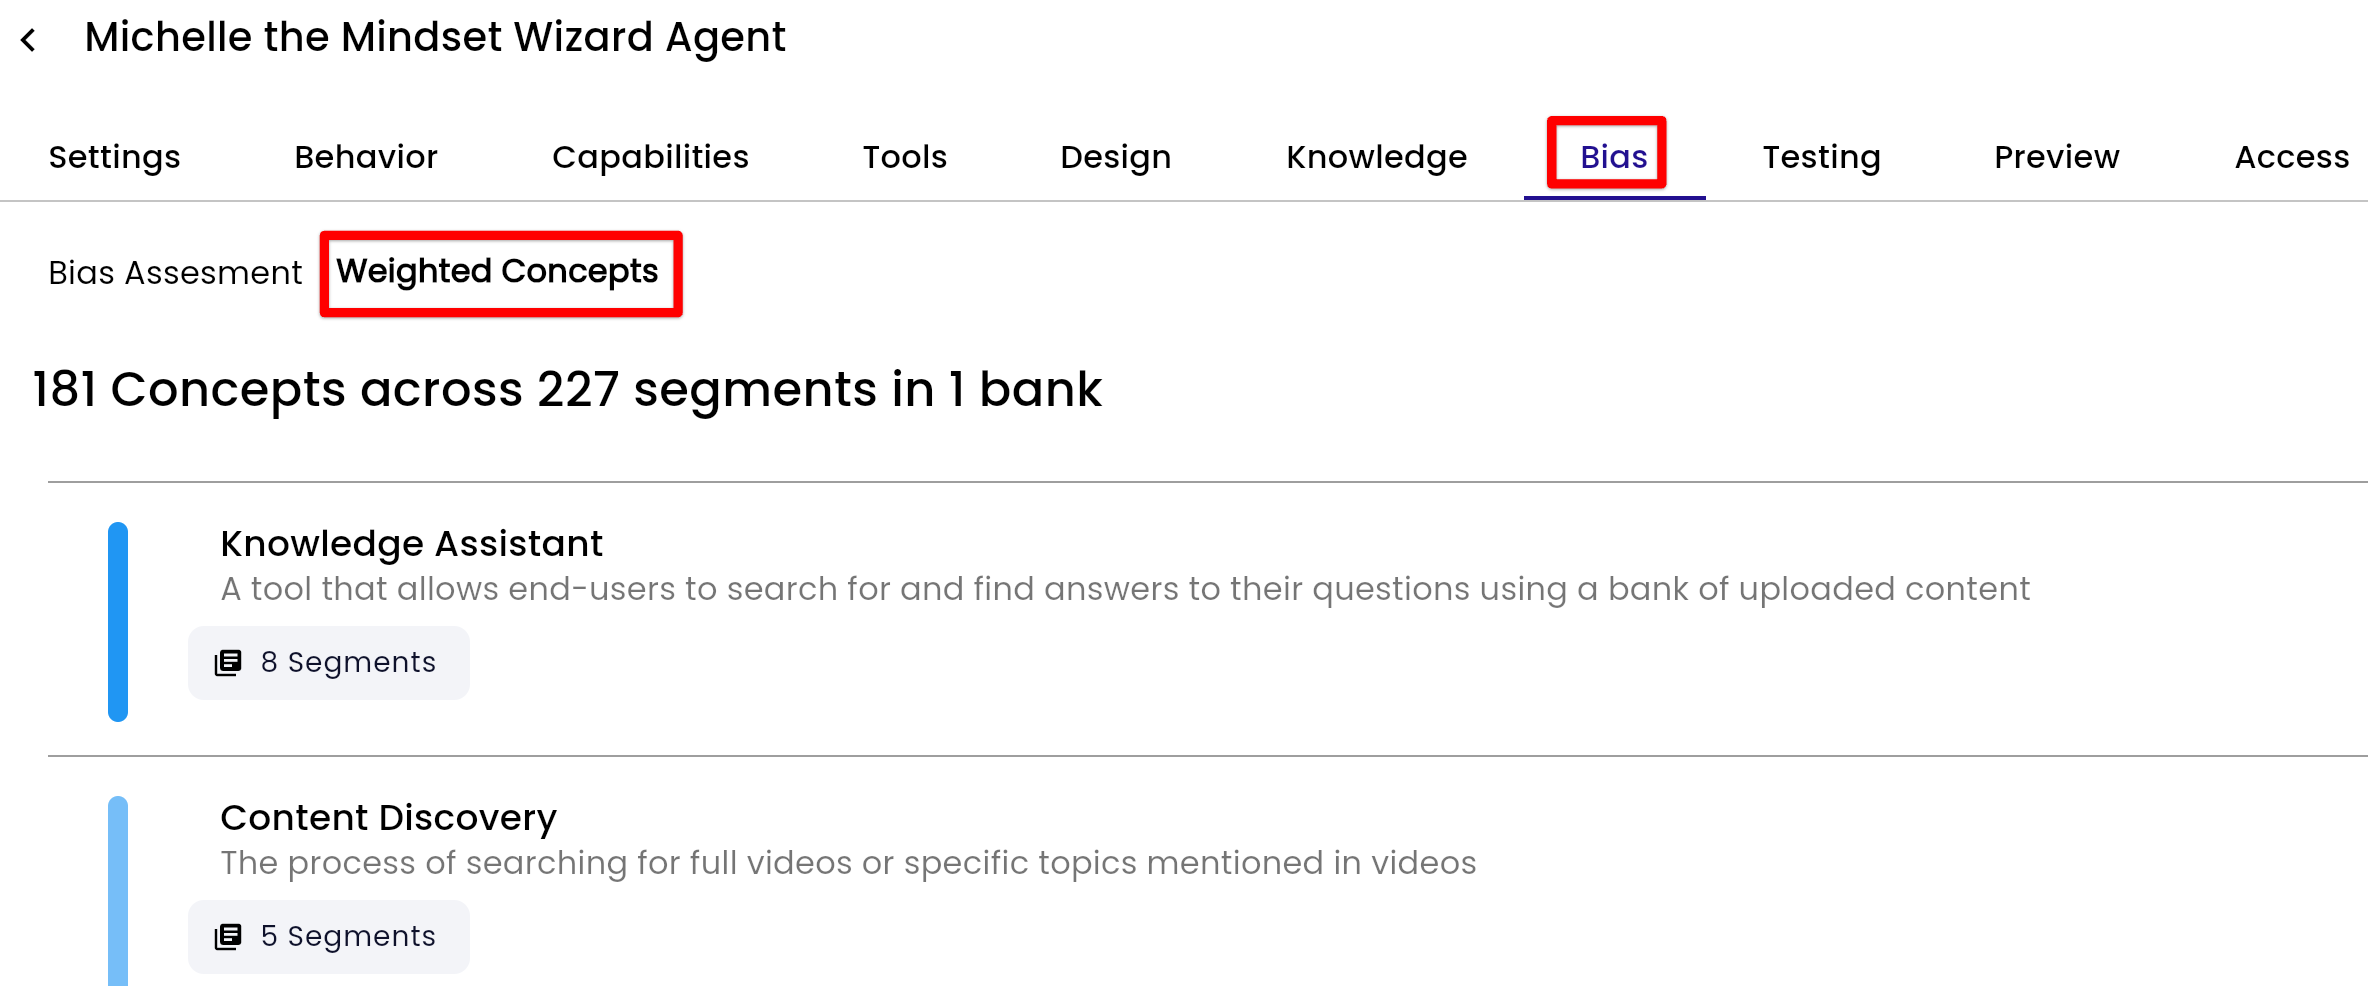 Michelle the Mindset Wizard Agent
Settings Behavior Capabilities Tools Design Knowledge Bias Testing Preview Access
Bias Assesment Weighted Concepts
181 Concepts across 227 segments in 1 bank
Knowledge Assistant
A tool that allows end-users to search for and find answers to their questions using a bank of uploaded content
8 Segments
Content Discovery
The process of searching for full videos or specific topics mentioned in videos
5 Segments